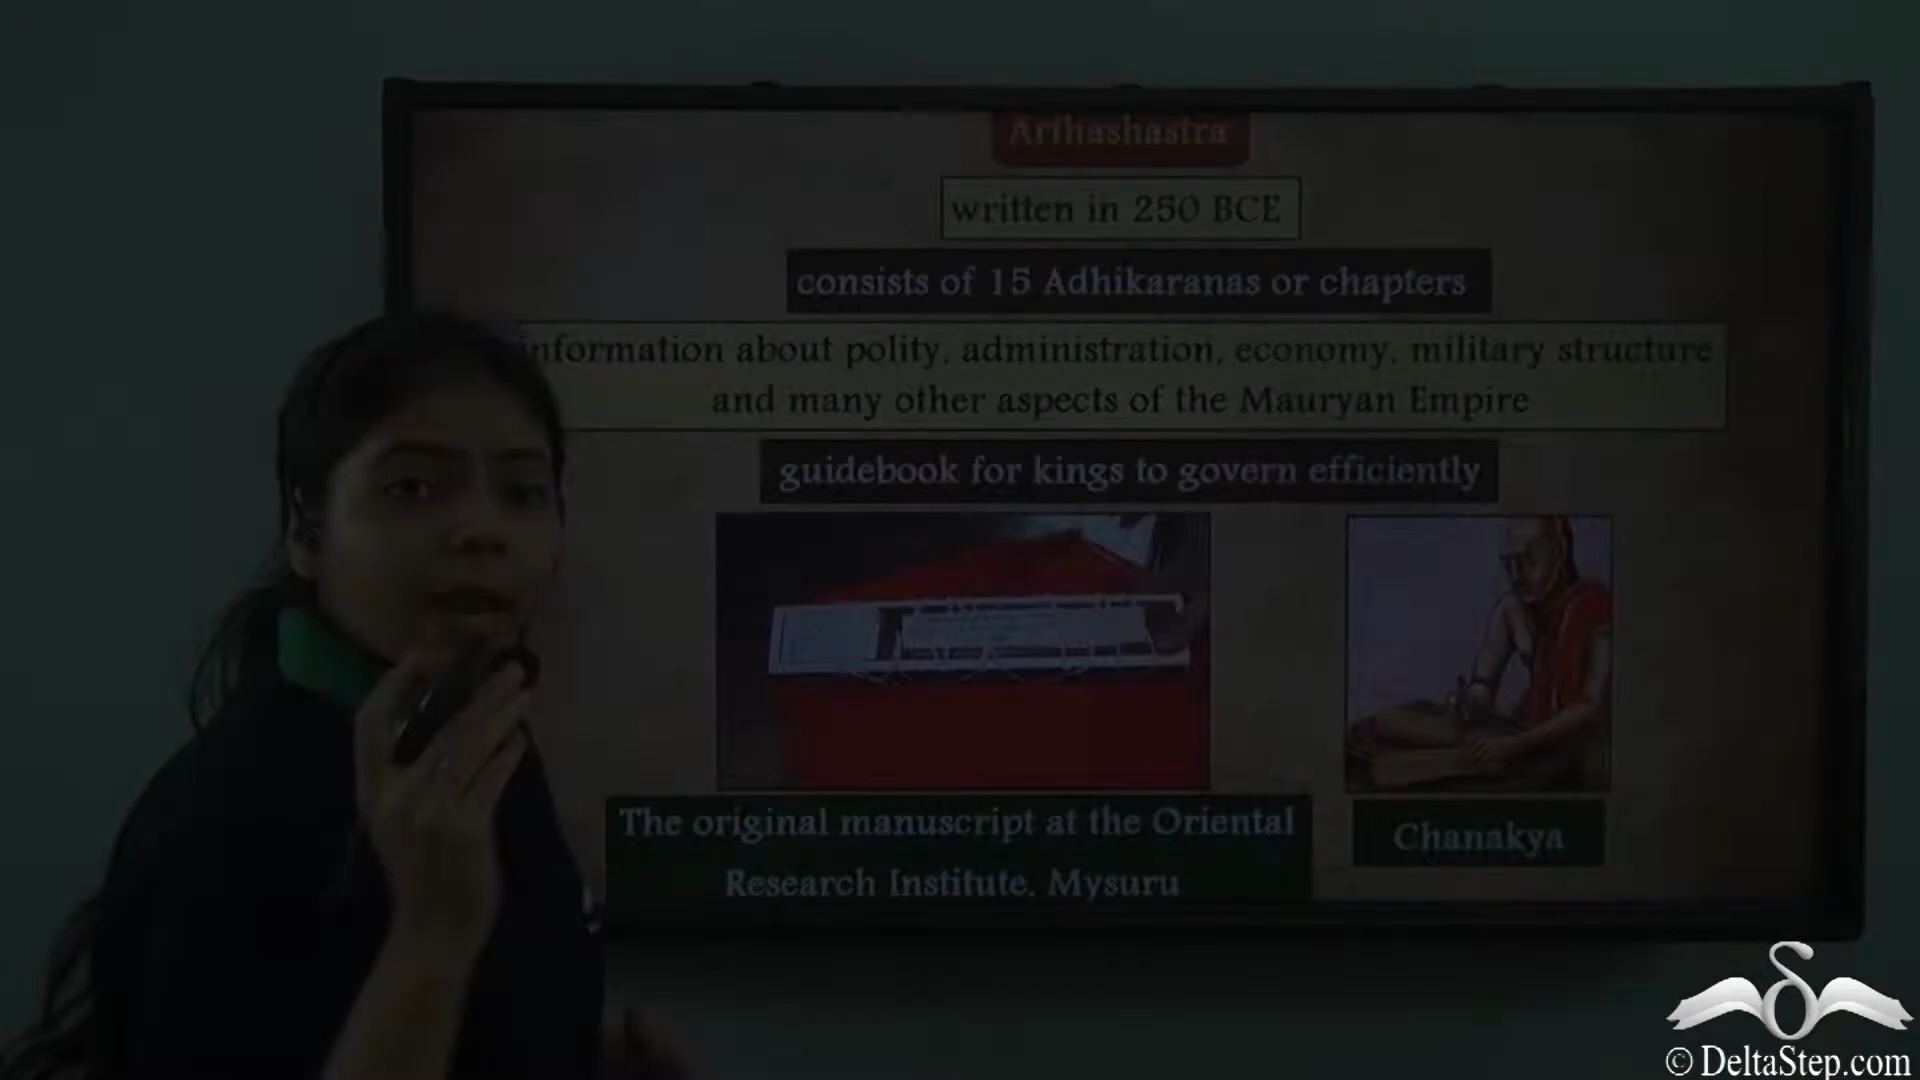 Arthashastra
written in 250 BCE
consists of 15 Adhikaranas or chapters
information about polity, administration, economy, military structure
and many other aspects of the Mauryan Empire
guidebook for kings to govern efficiently
The original manuscript at the Oriental
Research Institute, Mysuru
Chanakya
© DeltaStep.com